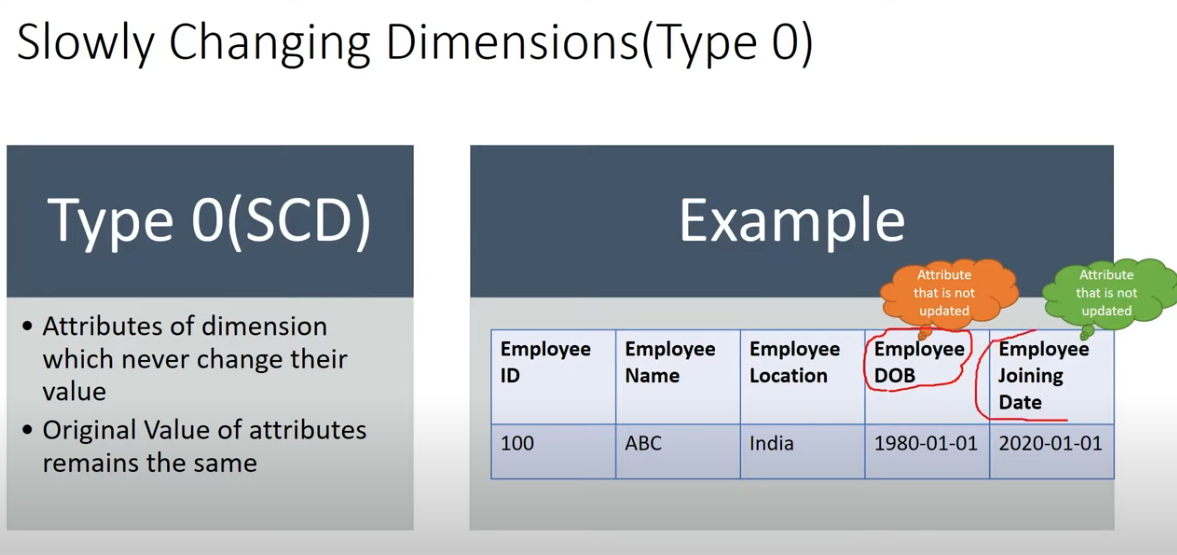 Slowly Changing Dimensions(Type 0)
Type 0(SCD)
• Attributes of dimension
which never change their
value
• Original Value of attributes
remains the same
Example
Attribute
that is not
updated
Attribute
that is not
updated
Employee ID
Employee Name
Employee Location
Employee DOB
Employee Joining Date
100 ABC India 1980-01-01 2020-01-01